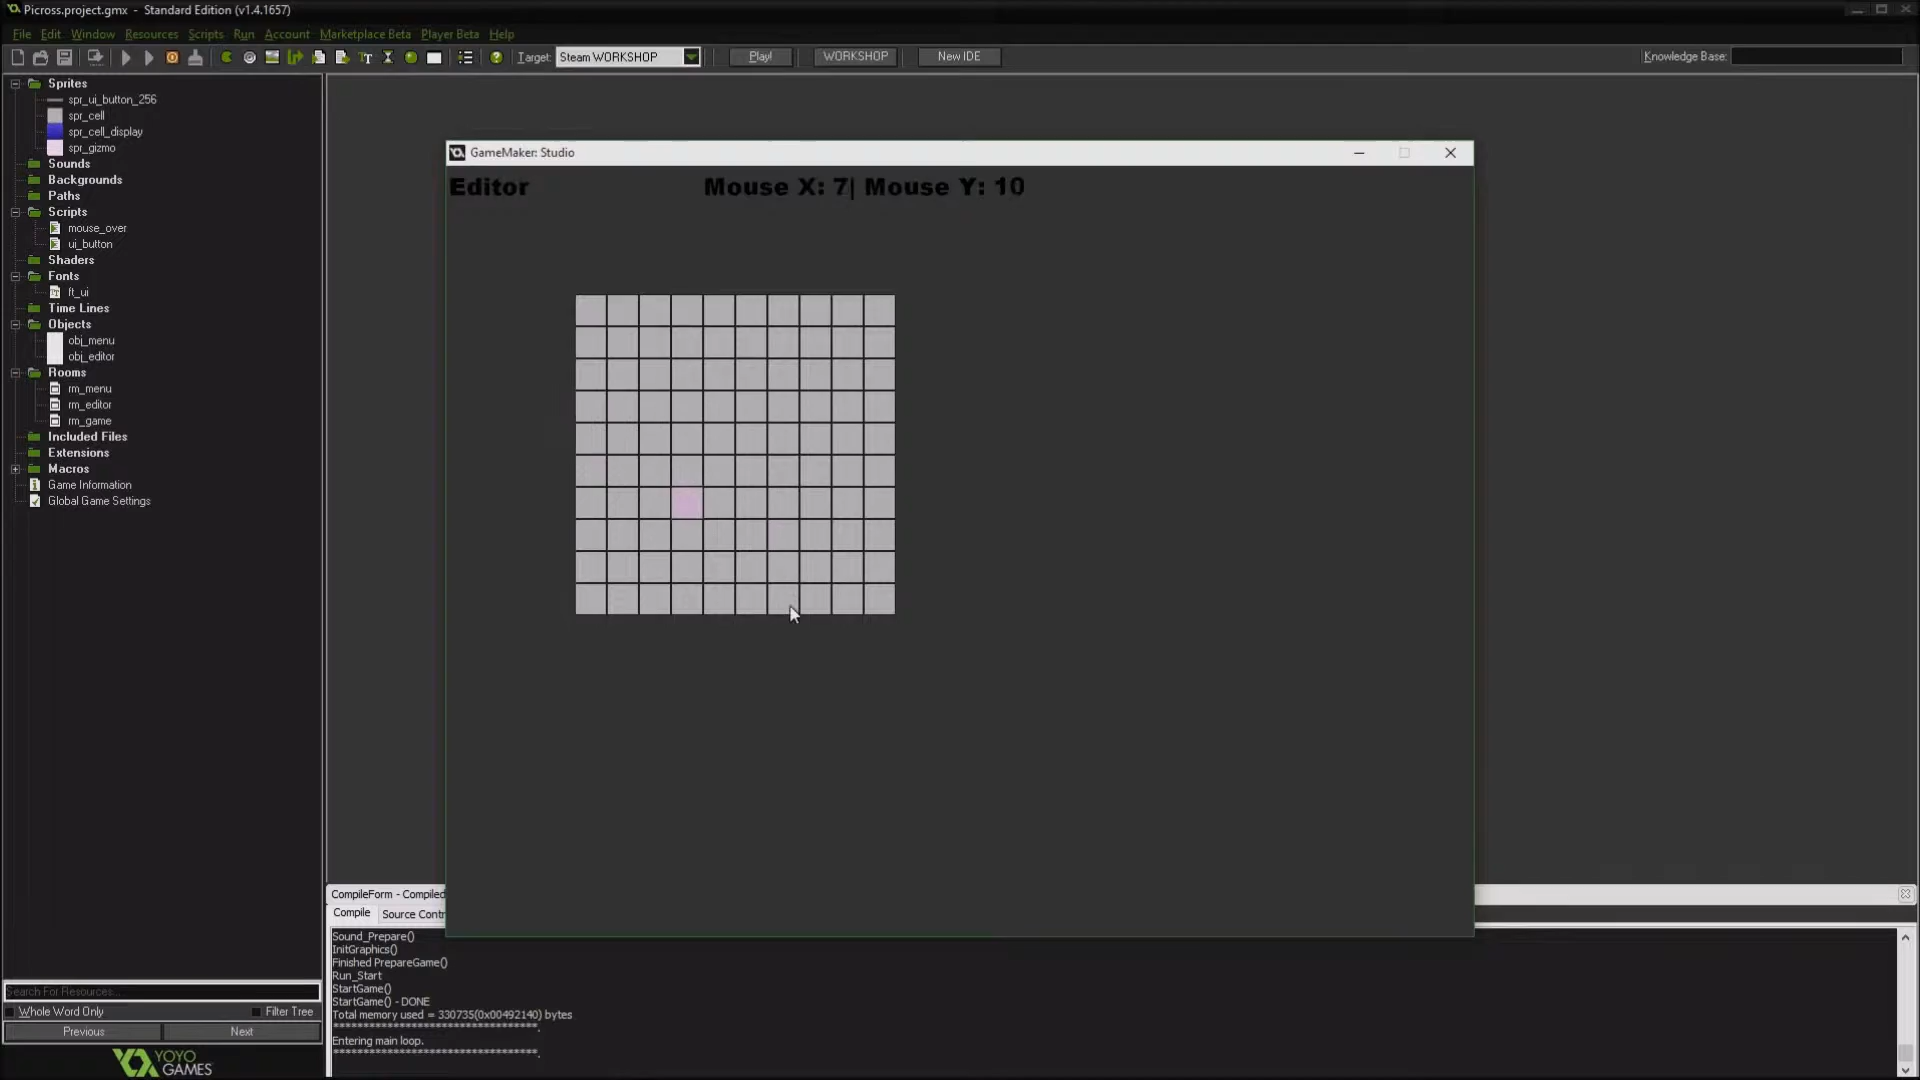 Picross.project.gmx - Standard Edition (v1.4.1657)
File Edit Window Resources Scripts Run Account Marketplace Beta Player Beta Help
Target: Steam WORKSHOP Play! WORKSHOP New IDE Knowledge Base:
Sprites
spr_ui_button_256
spr_cell
spr_cell_display
spr_gizmo
Sounds
Backgrounds
Paths
Scripts
mouse_over
ui_button
Shaders
Fonts
ft_ui
Time Lines
Objects
obj_menu
obj_editor
Rooms
rm_menu
rm_editor
rm_game
Included Files
Extensions
Macros
Game Information
Global Game Settings
Search For Resources...
Whole Word Only Filter Tree
Previous Next
YOYO
GAMES
GameMaker: Studio
Editor Mouse X: 7| Mouse Y: 10
CompileForm - Compiled
Compile Source Contr
Sound_Prepare()
InitGraphics()
Finished PrepareGame()
Run_Start
StartGame()
StartGame() - DONE
Total memory used = 330735(0x00492140) bytes
**********************************.
Entering main loop.
**********************************.